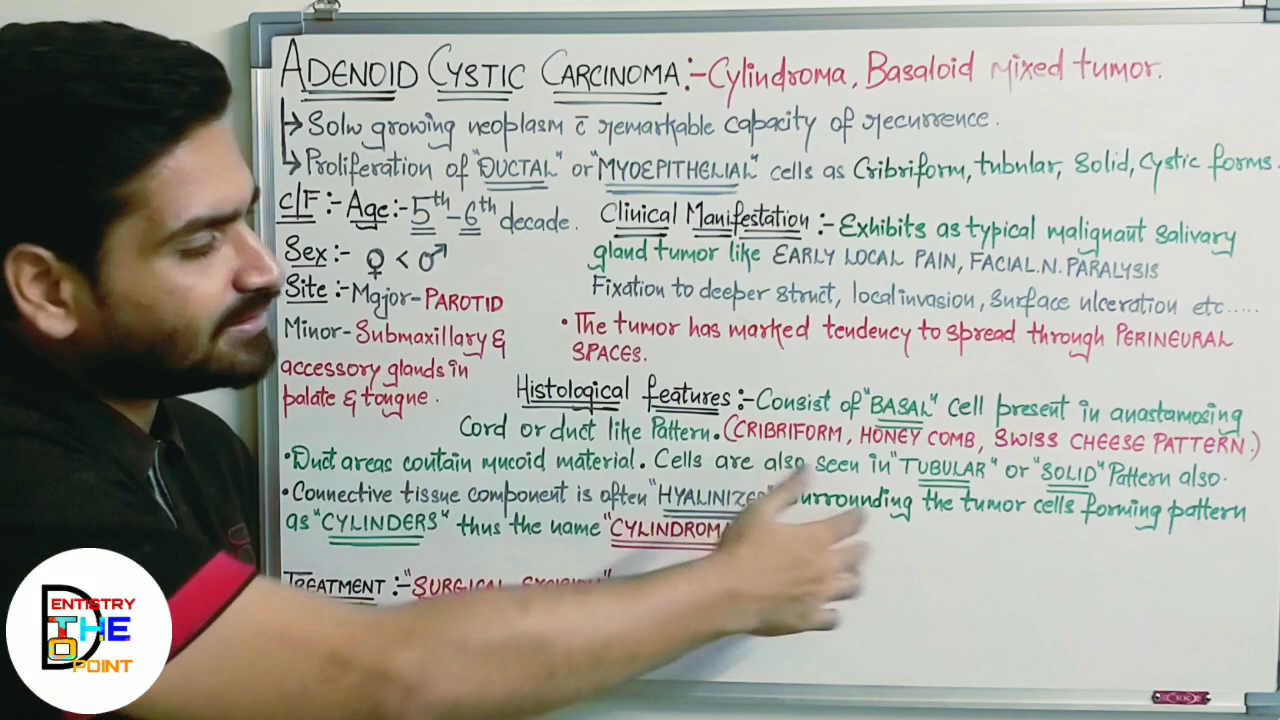 ADENOID CYSTIC CARCINOMA :- Cylindroma, Basaloid mixed tumor.
→ Solw growing neoplasm c̄ remarkable capacity of recurrence.
→ Proliferation of "DUCTAL" or "MYOEPITHELIAL" cells as Cribriform, tubular, Solid, Cystic forms.
C/F :- Age :- 5th - 6th decade.
Sex :- ♀ < ♂
Site :- Major - PAROTID
Minor - Submaxillary &
accessory glands in
palate & tongue.
Clinical Manifestation :- Exhibits as typical malignant salivary
gland tumor like EARLY LOCAL PAIN, FACIAL.N. PARALYSIS
Fixation to deeper struct, local invasion, Surface ulceration etc.....
• The tumor has marked tendency to spread through PERINEURAL
SPACES.
Histological features :- Consist of "BASAL" cell present in anastamosing
Cord or duct like Pattern. (CRIBRIFORM, HONEY COMB, SWISS CHEESE PATTERN.)
• Duct areas contain mucoid material. Cells are also seen in "TUBULAR" or "SOLID" Pattern also.
• Connective tissue component is often "HYALINIZED" surrounding the tumor cells forming pattern
as "CYLINDERS" thus the name "CYLINDROMA
TREATMENT :- "SURGICAL EXCISION"
DENTISTRY
THE
POINT